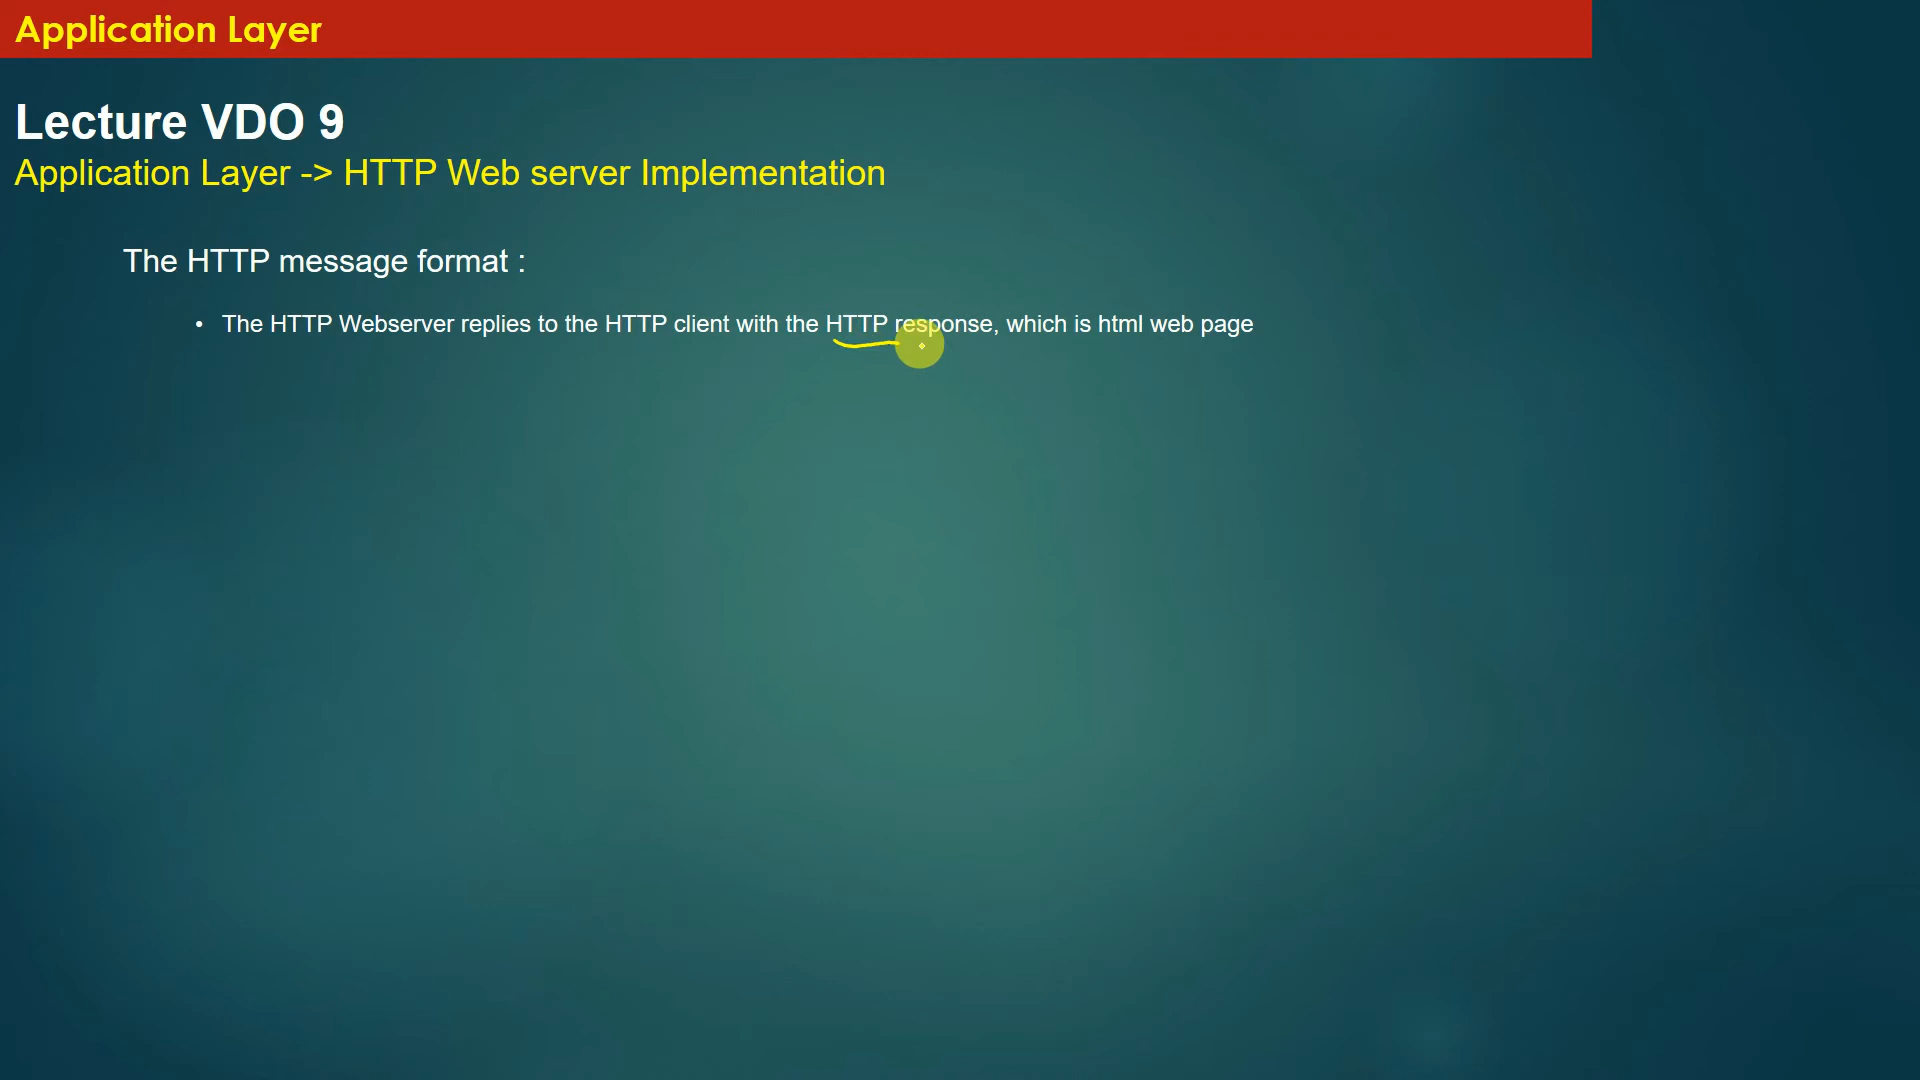 Application Layer
Lecture VDO 9
Application Layer -> HTTP Web server Implementation
The HTTP message format :
• The HTTP Webserver replies to the HTTP client with the HTTP response, which is html web page